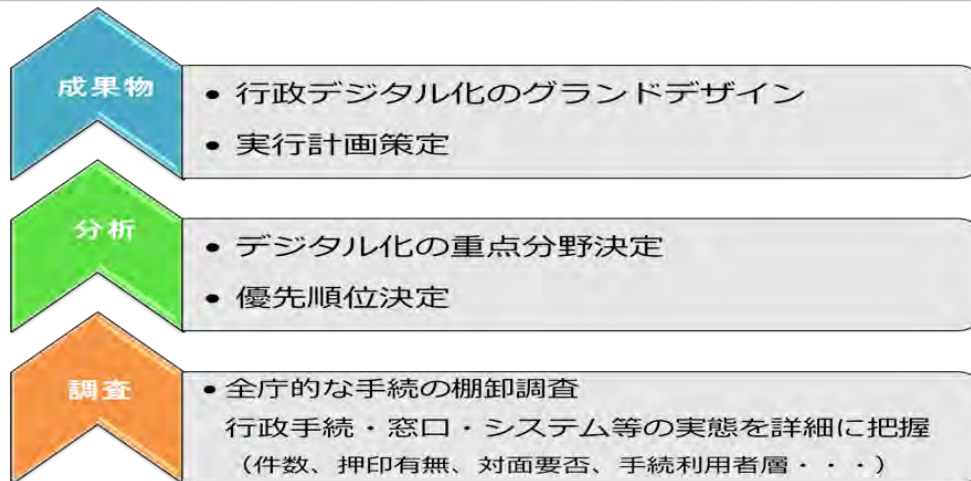 成果物
• 行政デジタル化のグランドデザイン
• 実行計画策定
分析
• デジタル化の重点分野決定
• 優先順位決定
調査
• 全庁的な手続の棚卸調査
行政手続・窓口・システム等の実態を詳細に把握
（件数、押印有無、対面要否、手続利用者層・・・）